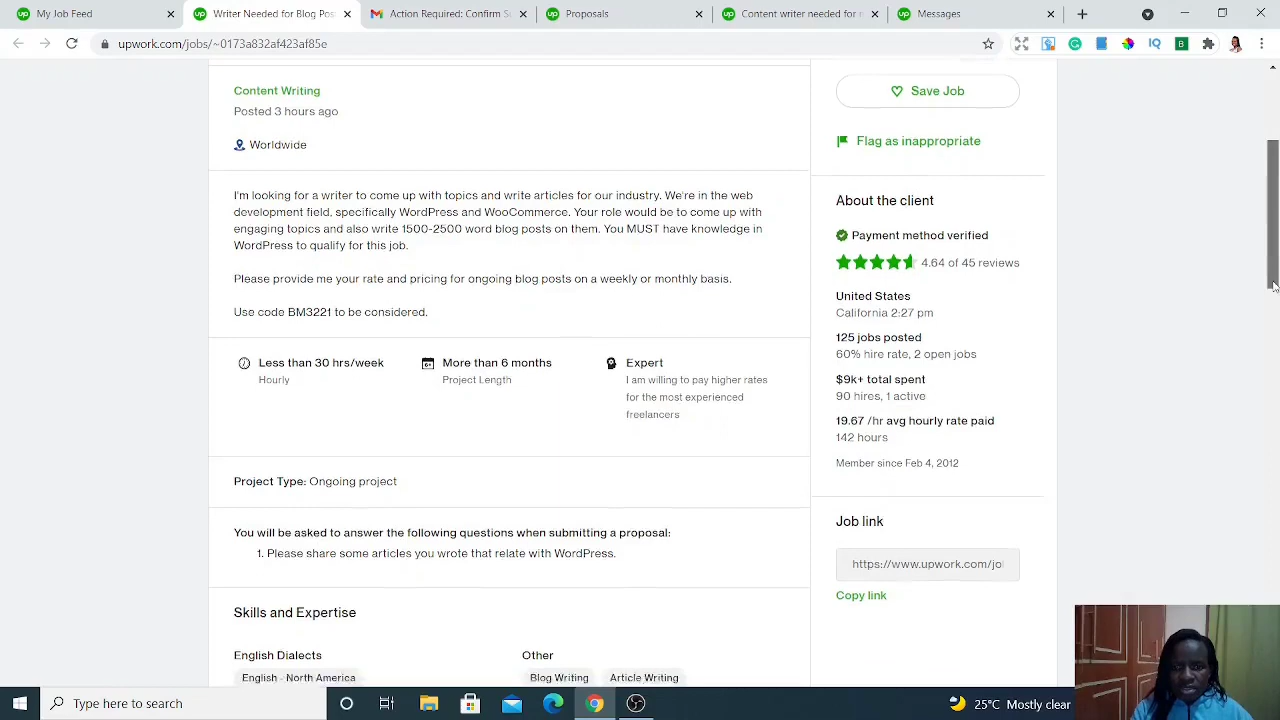 My Job Feed
Writer Needed for Blog Pos
Action Required: Confirm S
Proposals
Content writer needed for n
Messages
upwork.com/jobs/~0173a832af423af85e
Content Writing
Posted 3 hours ago
Worldwide
I'm looking for a writer to come up with topics and write articles for our industry. We're in the web
development field, specifically WordPress and WooCommerce. Your role would be to come up with
engaging topics and also write 1500-2500 word blog posts on them. You MUST have knowledge in
WordPress to qualify for this job.
Please provide me your rate and pricing for ongoing blog posts on a weekly or monthly basis.
Use code BM3221 to be considered.
Less than 30 hrs/week
Hourly
More than 6 months
Project Length
Expert
I am willing to pay higher rates
for the most experienced
freelancers
Project Type: Ongoing project
You will be asked to answer the following questions when submitting a proposal:
1. Please share some articles you wrote that relate with WordPress.
Skills and Expertise
English Dialects
English - North America
Other
Blog Writing
Article Writing
Save Job
Flag as inappropriate
About the client
Payment method verified
4.64 of 45 reviews
United States
California 2:27 pm
125 jobs posted
60% hire rate, 2 open jobs
$9k+ total spent
90 hires, 1 active
19.67 /hr avg hourly rate paid
142 hours
Member since Feb 4, 2012
Job link
https://www.upwork.com/jo
Copy link
Type here to search
25°C Mostly clear